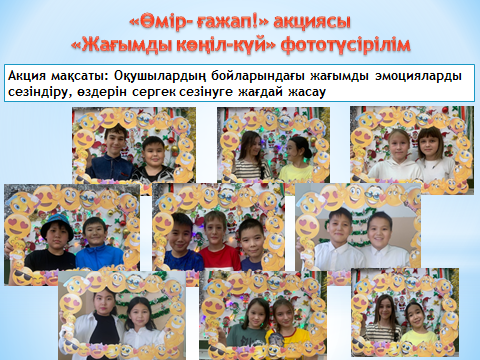 «Өмір- ғажап!» акциясы
«Жағымды көңіл-күй» фототүсірілім
Акция мақсаты: Оқушылардың бойларындағы жағымды эмоцияларды
сезіндіру, өздерін сергек сезінуге жағдай жасау